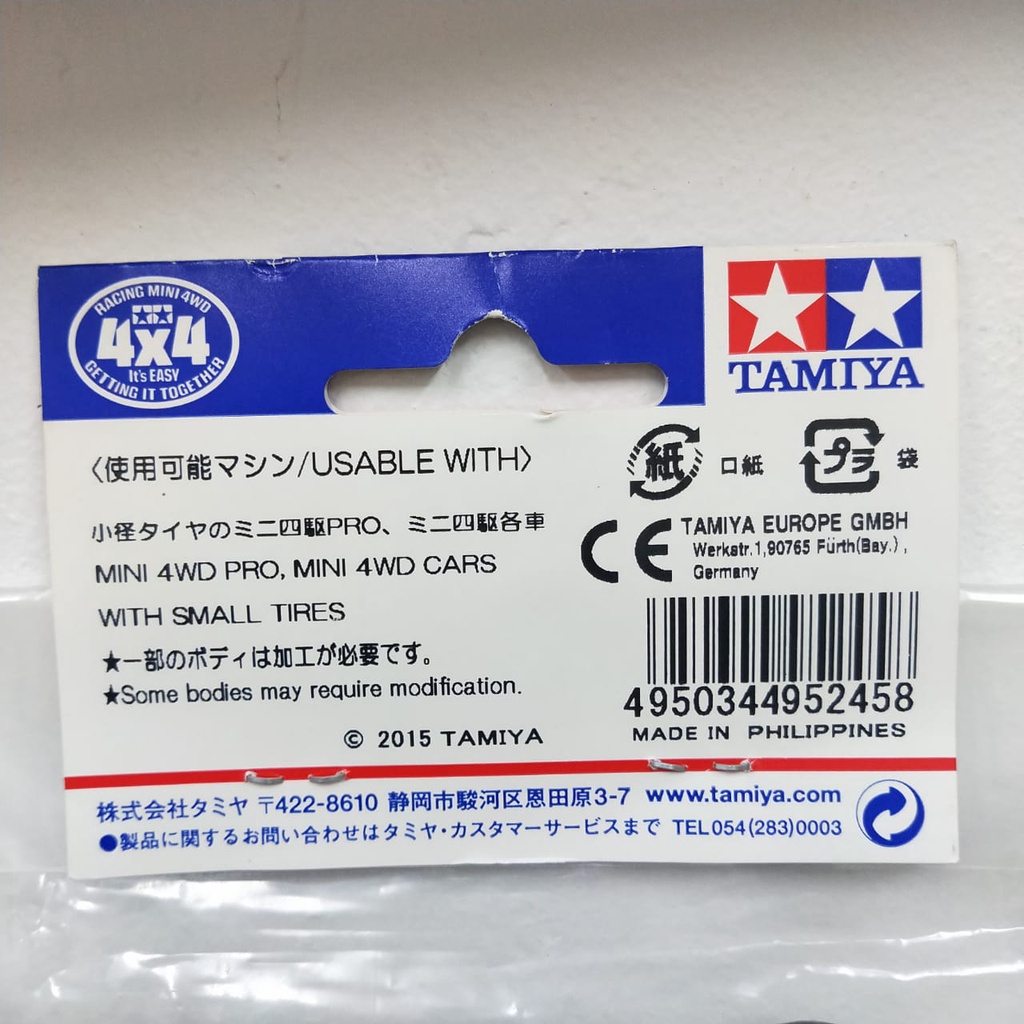 RACING MINI 4WD
4x4
It's EASY
GETTING IT TOGETHER
TAMIYA
〈使用可能マシン/USABLE WITH〉
小径タイヤのミニ四駆PRO、ミニ四駆各車
MINI 4WD PRO, MINI 4WD CARS
WITH SMALL TIRES
★一部のボディは加工が必要です。
★Some bodies may require modification.
© 2015 TAMIYA
紙 口紙 プラ 袋
CE TAMIYA EUROPE GMBH
Werkstr.1,90765 Fürth(Bay.),
Germany
4950344952458
MADE IN PHILIPPINES
株式会社タミヤ 〒422-8610 静岡市駿河区恩田原3-7 www.tamiya.com
●製品に関するお問い合わせはタミヤ・カスタマーサービスまで TEL054(283)0003